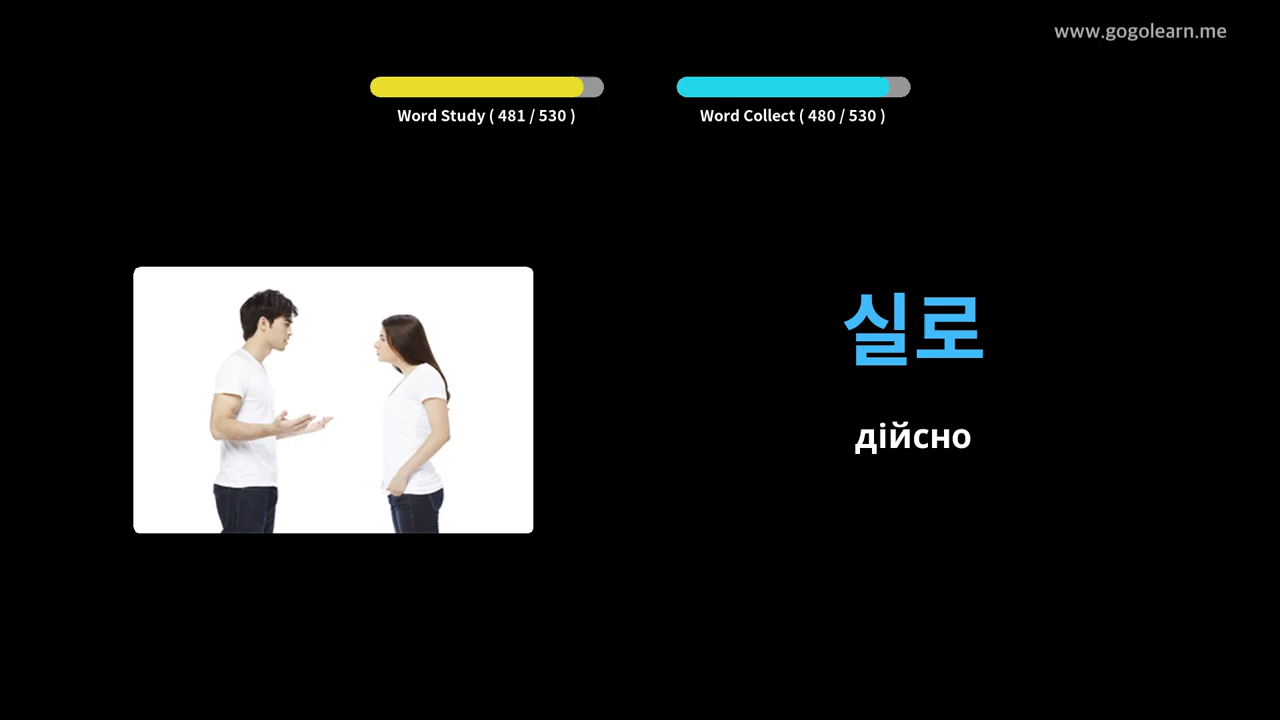 www.gogolearn.me
Word Study ( 481 / 530 )
Word Collect ( 480 / 530 )
실로
дійсно